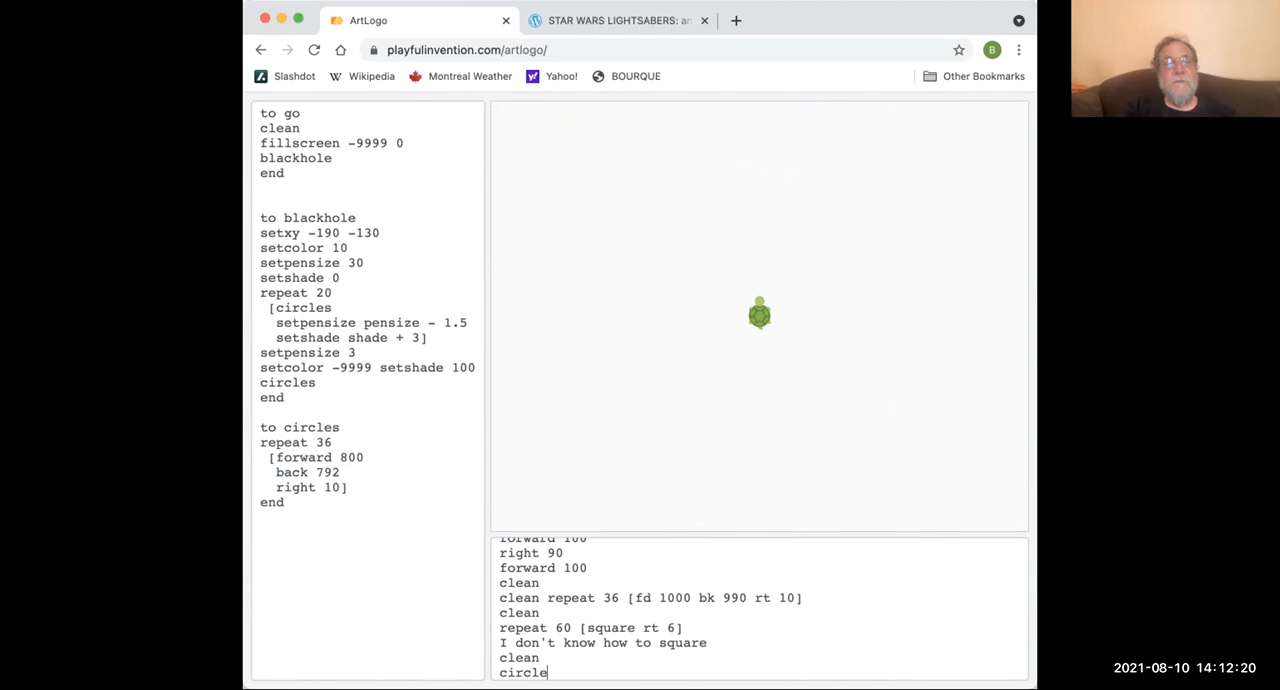 ArtLogo
STAR WARS LIGHTSABERS: an
playfulinvention.com/artlogo/
B
Slashdot
Wikipedia
Montreal Weather
Yahoo!
BOURQUE
Other Bookmarks
to go
clean
fillscreen -9999 0
blackhole
end
to blackhole
setxy -190 -130
setcolor 10
setpensize 30
setshade 0
repeat 20
[circles
setpensize pensize - 1.5
setshade shade + 3]
setpensize 3
setcolor -9999 setshade 100
circles
end
to circles
repeat 36
[forward 800
back 792
right 10]
end
forward 100
right 90
forward 100
clean
clean repeat 36 [fd 1000 bk 990 rt 10]
clean
repeat 60 [square rt 6]
I don't know how to square
clean
circle
2021-08-10 14:12:20